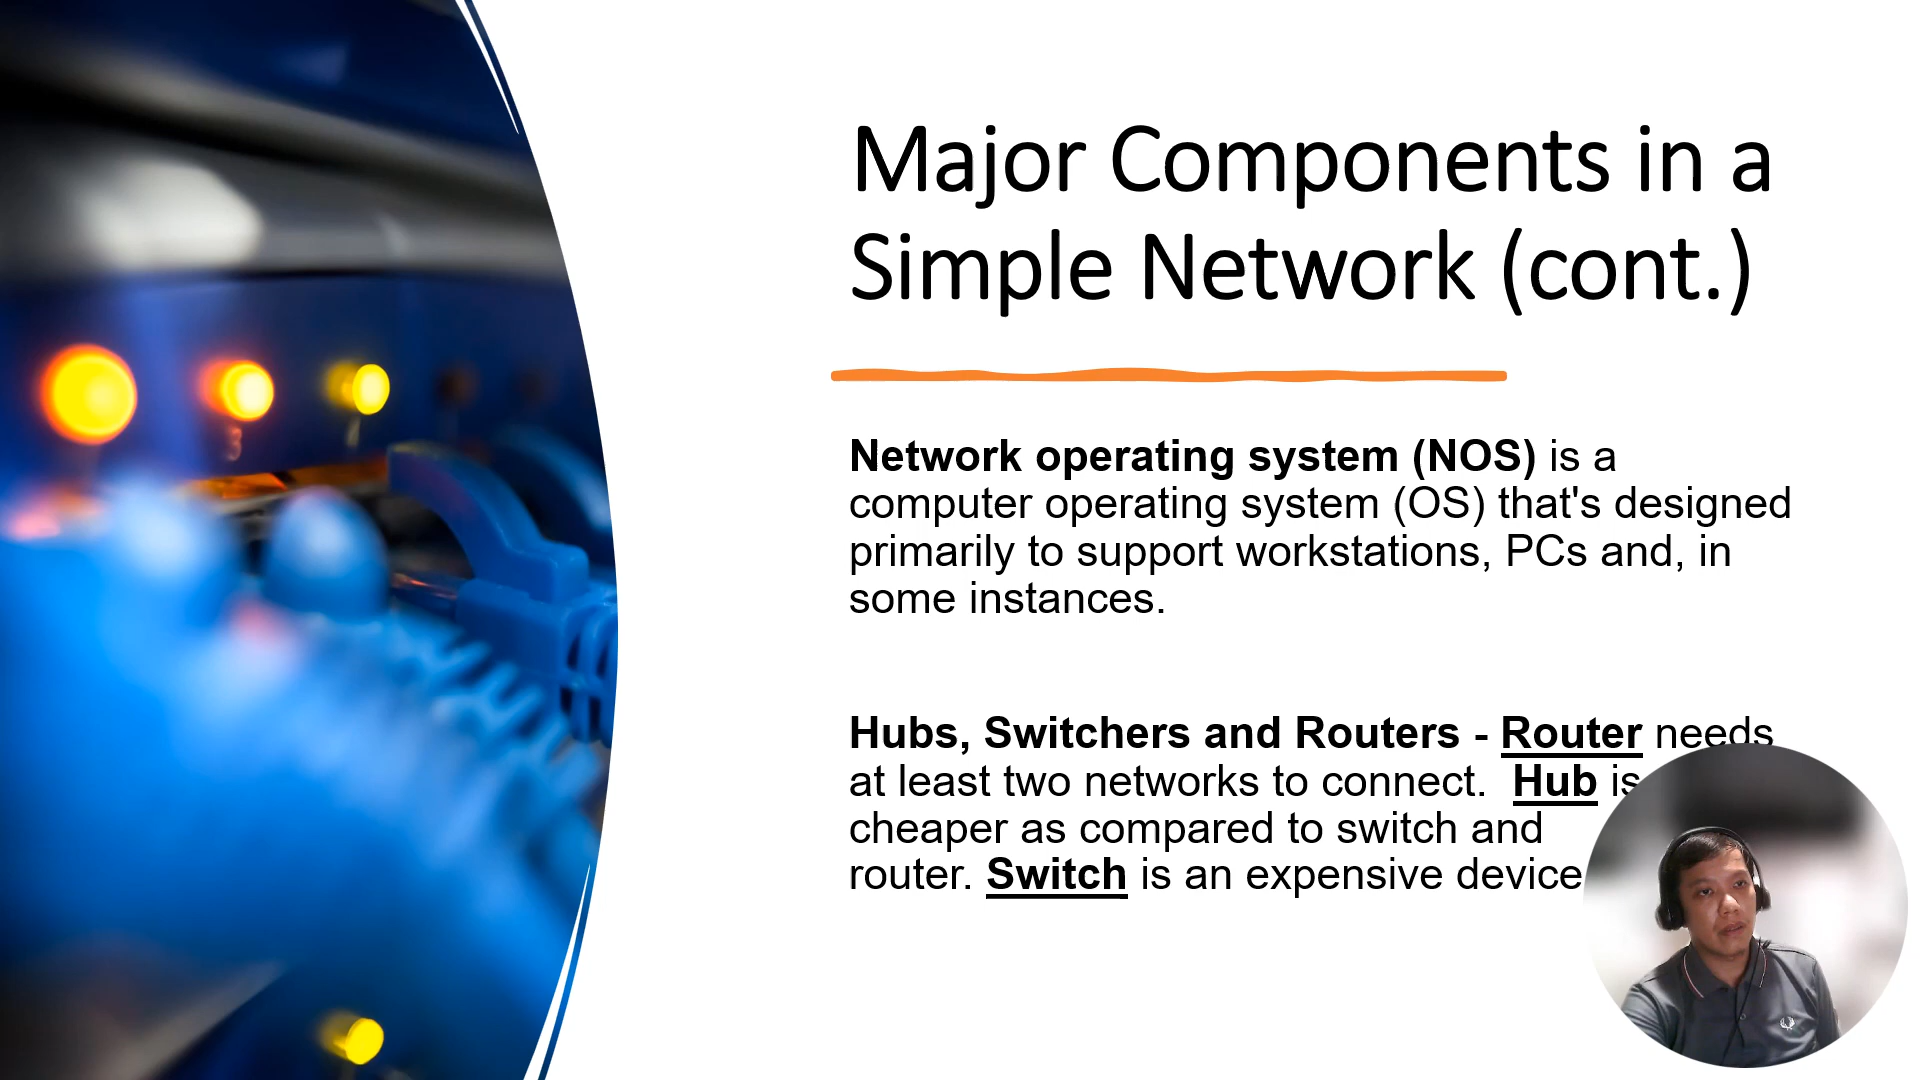 Major Components in a
Simple Network (cont.)
Network operating system (NOS) is a
computer operating system (OS) that's designed
primarily to support workstations, PCs and, in
some instances.
Hubs, Switchers and Routers - Router needs
at least two networks to connect. Hub is
cheaper as compared to switch and
router. Switch is an expensive device